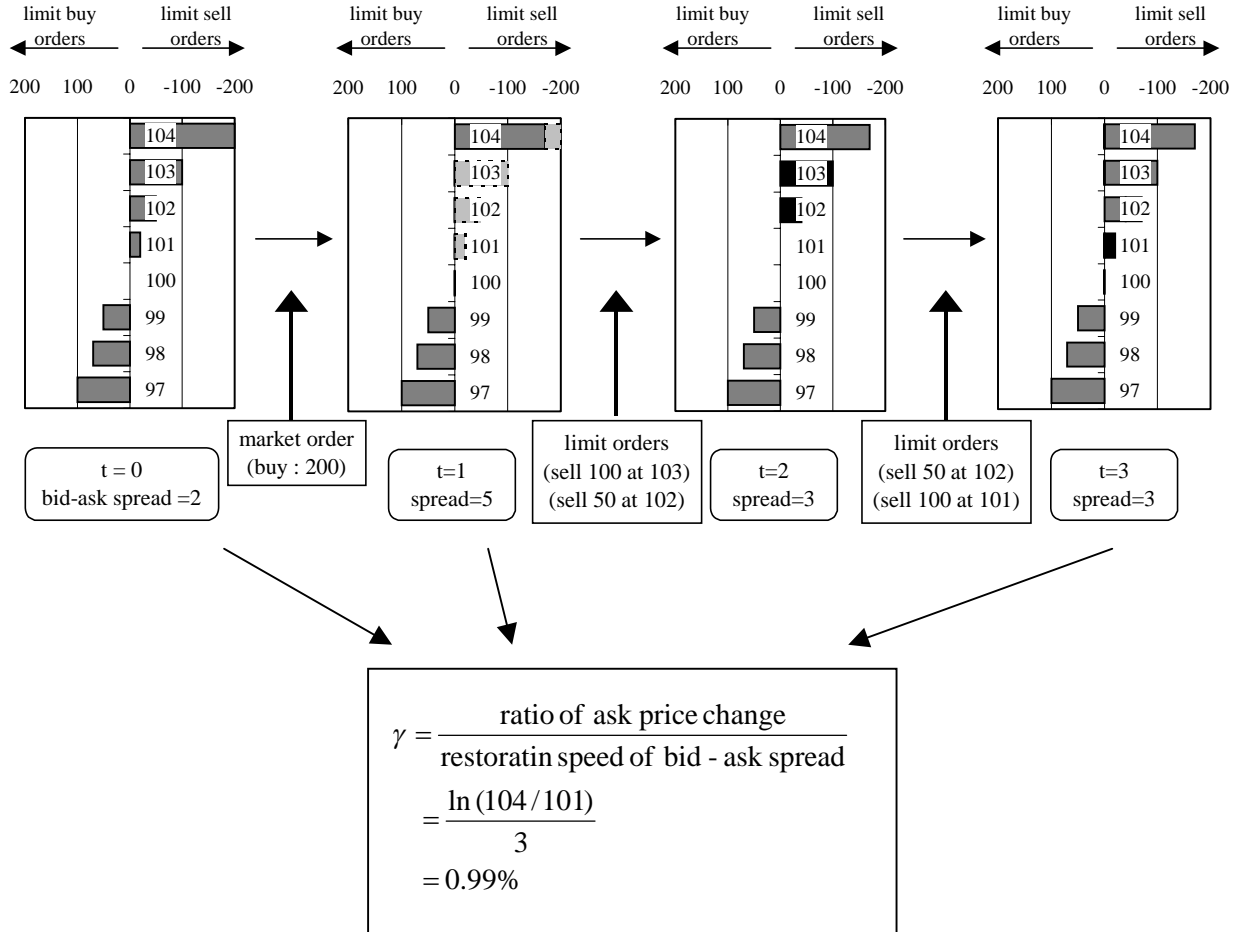 limit buy orders
limit sell orders
200 100 0 -100 -200
104
103
102
101
100
99
98
97
t = 0
bid-ask spread =2
market order
(buy : 200)
limit buy orders
limit sell orders
200 100 0 -100 -200
104
103
102
101
100
99
98
97
t=1
spread=5
limit orders
(sell 100 at 103)
(sell 50 at 102)
limit buy orders
limit sell orders
200 100 0 -100 -200
104
103
102
101
100
99
98
97
t=2
spread=3
limit orders
(sell 50 at 102)
(sell 100 at 101)
limit buy orders
limit sell orders
200 100 0 -100 -200
104
103
102
101
100
99
98
97
t=3
spread=3
γ = ratio of ask price change
restoratin speed of bid - ask spread
= ln (104 / 101)
3
= 0.99%